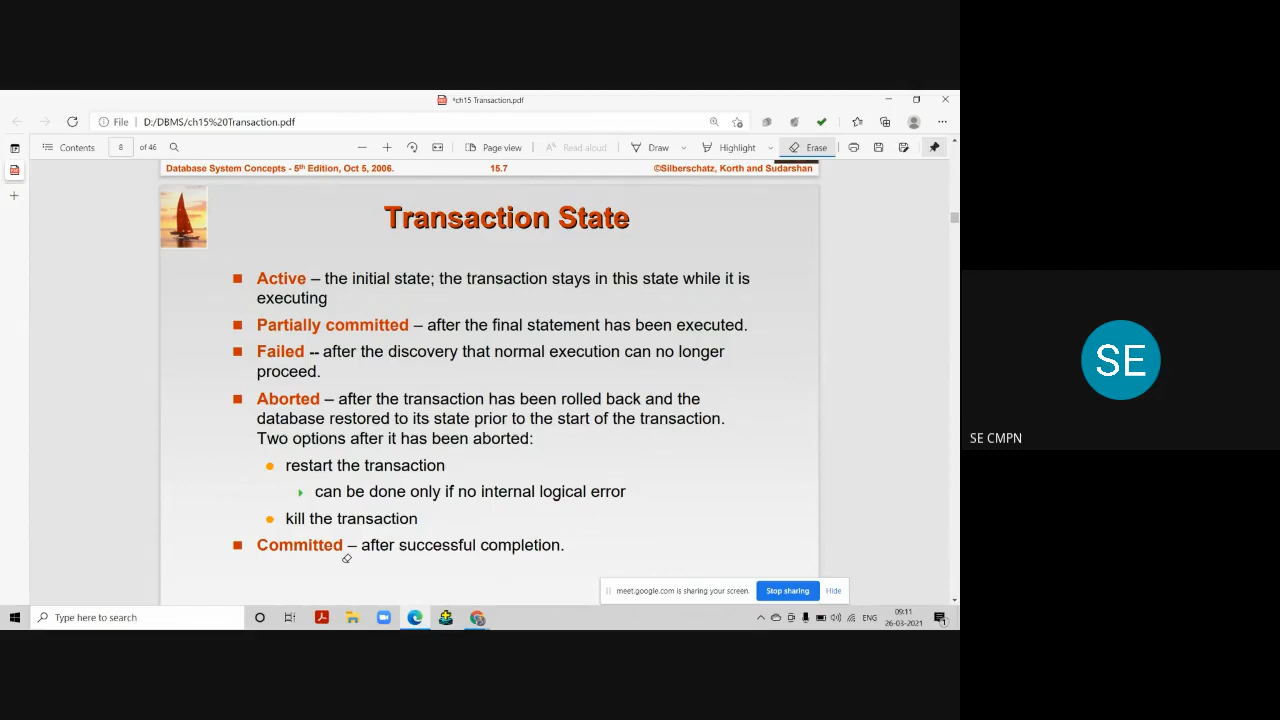 *ch15 Transaction.pdf
File
D:/DBMS/ch15%20Transaction.pdf
Contents
8
of 46
Page view
Read aloud
Draw
Highlight
Erase
Database System Concepts - 5th Edition, Oct 5, 2006.
15.7
©Silberschatz, Korth and Sudarshan
Transaction State
Active – the initial state; the transaction stays in this state while it is
executing
Partially committed – after the final statement has been executed.
Failed -- after the discovery that normal execution can no longer
proceed.
Aborted – after the transaction has been rolled back and the
database restored to its state prior to the start of the transaction.
Two options after it has been aborted:
restart the transaction
can be done only if no internal logical error
kill the transaction
Committed – after successful completion.
meet.google.com is sharing your screen.
Stop sharing
Hide
Type here to search
ENG
09:11
26-03-2021
1
SE
SE CMPN